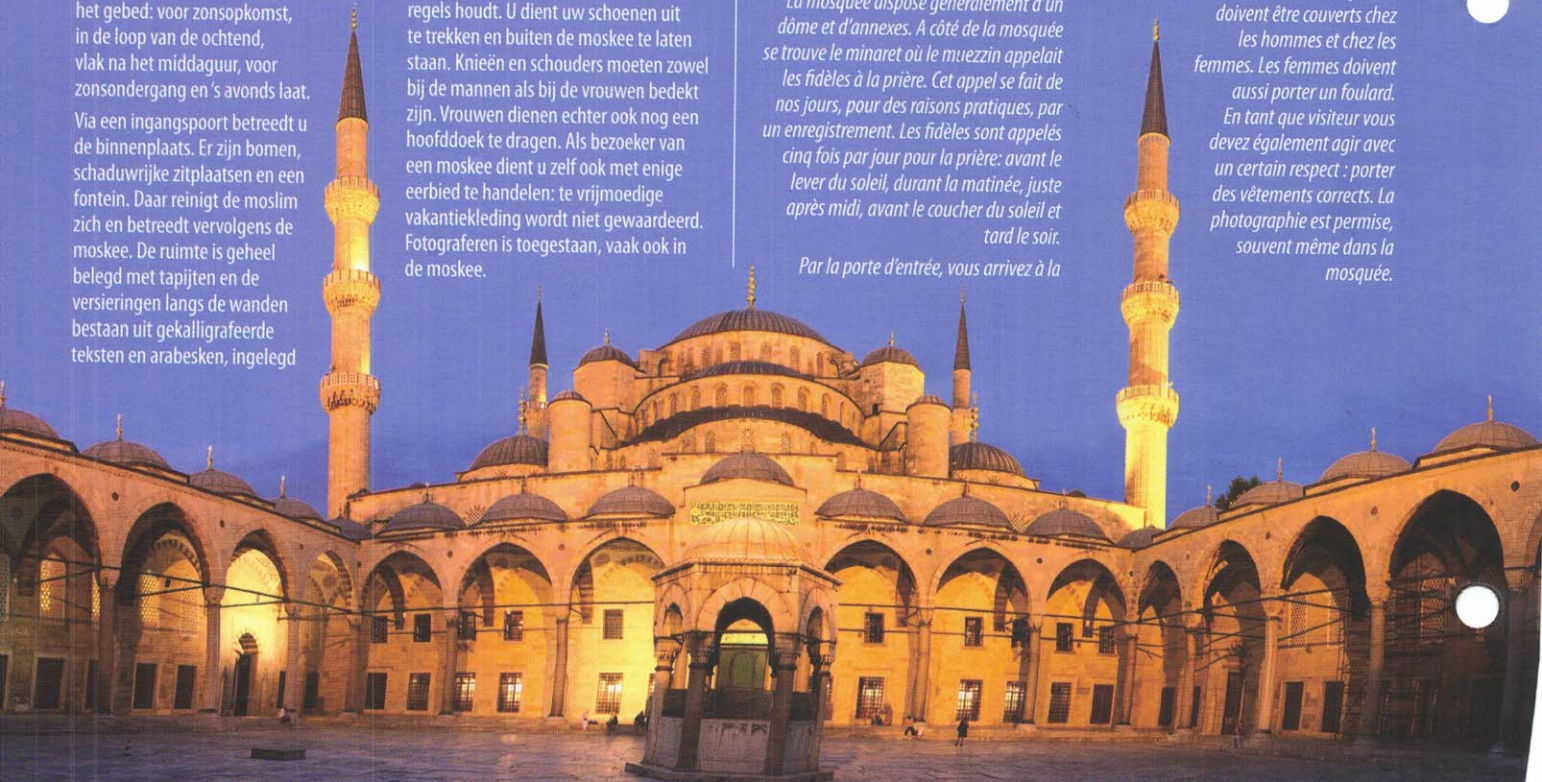 het gebed: voor zonsopkomst,
in de loop van de ochtend,
vlak na het middaguur, voor
zonsondergang en 's avonds laat.
Via een ingangspoort betreedt u
de binnenplaats. Er zijn bomen,
schaduwrijke zitplaatsen en een
fontein. Daar reinigt de moslim
zich en betreedt vervolgens de
moskee. De ruimte is geheel
belegd met tapijten en de
versieringen langs de wanden
bestaan uit gekalligrafeerde
teksten en arabesken, ingelegd
regels houdt. U dient uw schoenen uit
te trekken en buiten de moskee te laten
staan. Knieën en schouders moeten zowel
bij de mannen als bij de vrouwen bedekt
zijn. Vrouwen dienen echter ook nog een
hoofddoek te dragen. Als bezoeker van
een moskee dient u zelf ook met enige
eerbied te handelen: te vrijmoedige
vakantiekleding wordt niet gewaardeerd.
Fotograferen is toegestaan, vaak ook in
de moskee.
La mosquée dispose généralement d'un
dôme et d'annexes. A côté de la mosquée
se trouve le minaret où le muezzin appelait
les fidèles à la prière. Cet appel se fait de
nos jours, pour des raisons pratiques, par
un enregistrement. Les fidèles sont appelés
cinq fois par jour pour la prière: avant le
lever du soleil, durant la matinée, juste
après midi, avant le coucher du soleil et
tard le soir.
Par la porte d'entrée, vous arrivez à la
doivent être couverts chez
les hommes et chez les
femmes. Les femmes doivent
aussi porter un foulard.
En tant que visiteur vous
devez également agir avec
un certain respect : porter
des vêtements corrects. La
photographie est permise,
souvent même dans la
mosquée.